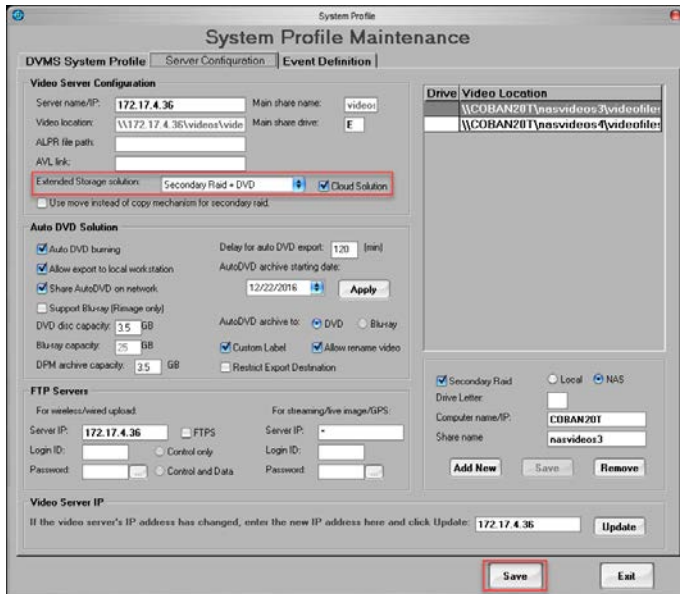 System Profile
System Profile Maintenance
DVMS System Profile Server Configuration Event Definition
Video Server Configuration
Server name/IP: 172.17.4.36 Main share name: videos
Video location: \\172.17.4.36\videos\vide Main share drive: E
ALPR file path:
AVL link:
Extended Storage solution: Secondary Raid + DVD Cloud Solution
Use move instead of copy mechanism for secondary raid.
Drive Video Location
\\COBAN20T\nasvideos3\videofiles
\\COBAN20T\nasvideos4\videofiles
Auto DVD Solution
Auto DVD burning Delay for auto DVD export: 120 (min)
Allow export to local workstation AutoDVD archive starting date:
Share AutoDVD on network 12/22/2016 Apply
Support Blu-ray (Rimage only)
DVD disc capacity: 3.5 GB AutoDVD archive to: DVD Blu-ray
Blu-ray capacity: 25 GB Custom Label Allow rename video
DPM archive capacity: 3.5 GB Restrict Export Destination
Secondary Raid Local NAS
Drive Letter:
Computer name/IP: COBAN20T
Share name nasvideos3
Add New Save Remove
FTP Servers
For wireless/wired upload: For streaming/live image/GPS:
Server IP: 172.17.4.36 FTPS Server IP: -
Login ID: Control only Login ID:
Password: ... Control and Data Password: ...
Video Server IP
If the video server's IP address has changed, enter the new IP address here and click Update: 172.17.4.36 Update
Save Exit